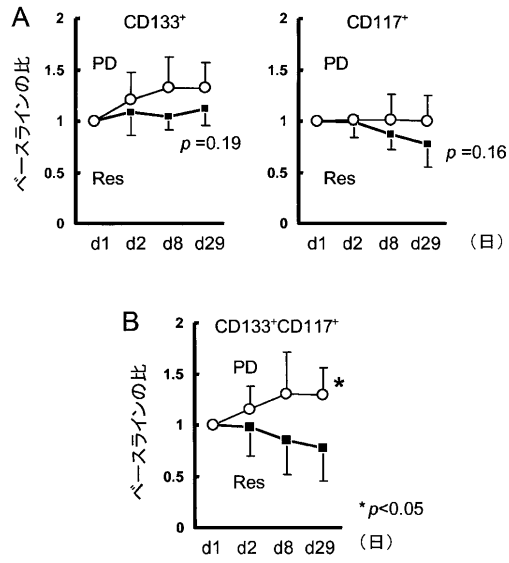 A
CD133⁺
CD117⁺
ベースラインの比
2
1.5
1
0.5
0
PD
Res
p =0.19
d1 d2 d8 d29
2
1.5
1
0.5
0
PD
Res
p =0.16
d1 d2 d8 d29 (日)
B
CD133⁺CD117⁺
ベースラインの比
2
1.5
1
0.5
0
PD
*
Res
*p<0.05
d1 d2 d8 d29 (日)